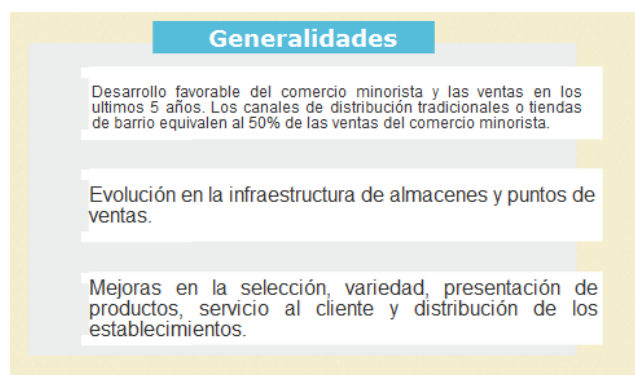 Generalidades
Desarrollo favorable del comercio minorista y las ventas en los
ultimos 5 años. Los canales de distribución tradicionales o tiendas
de barrio equivalen al 50% de las ventas del comercio minorista.
Evolución en la infraestructura de almacenes y puntos de
ventas.
Mejoras en la selección, variedad, presentación de
productos, servicio al cliente y distribución de los
establecimientos.